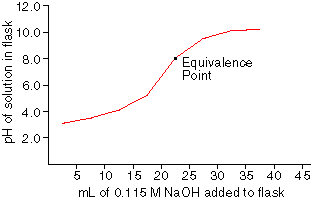 pH of solution in flask
12.0
10.0
8.0
6.0
4.0
2.0
Equivalence
Point
5 10 15 20 25 30 35 40 45
mL of 0.115 M NaOH added to flask